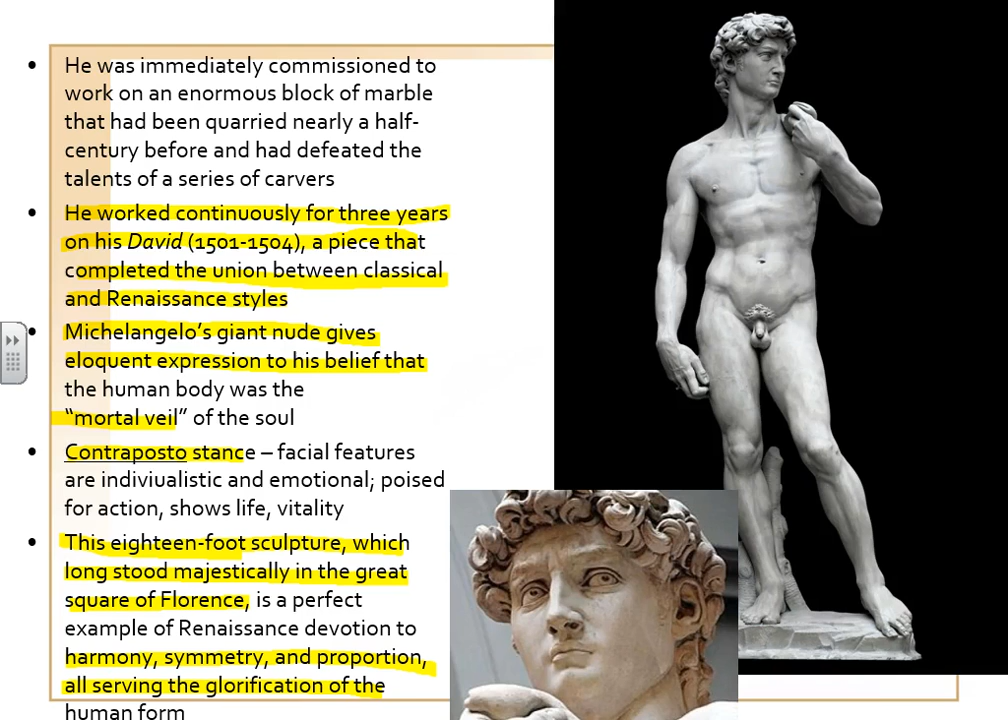 • He was immediately commissioned to
work on an enormous block of marble
that had been quarried nearly a half-
century before and had defeated the
talents of a series of carvers
• He worked continuously for three years
on his David (1501-1504), a piece that
completed the union between classical
and Renaissance styles
• Michelangelo's giant nude gives
eloquent expression to his belief that
the human body was the
“mortal veil” of the soul
• Contraposto stance – facial features
are indiviualistic and emotional; poised
for action, shows life, vitality
• This eighteen-foot sculpture, which
long stood majestically in the great
square of Florence, is a perfect
example of Renaissance devotion to
harmony, symmetry, and proportion,
all serving the glorification of the
human form